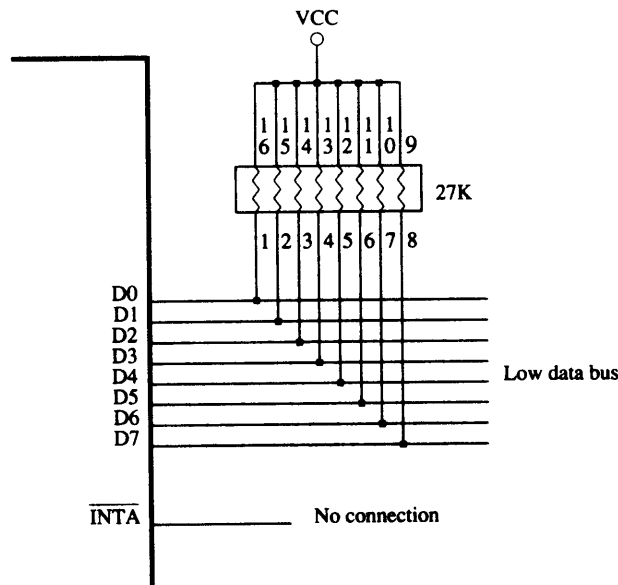 VCC
1 1 1 1 1 1 1
6 5 4 3 2 1 0 9
27K
1 2 3 4 5 6 7 8
D0
D1
D2
D3
D4 Low data bus
D5
D6
D7
INTA No connection